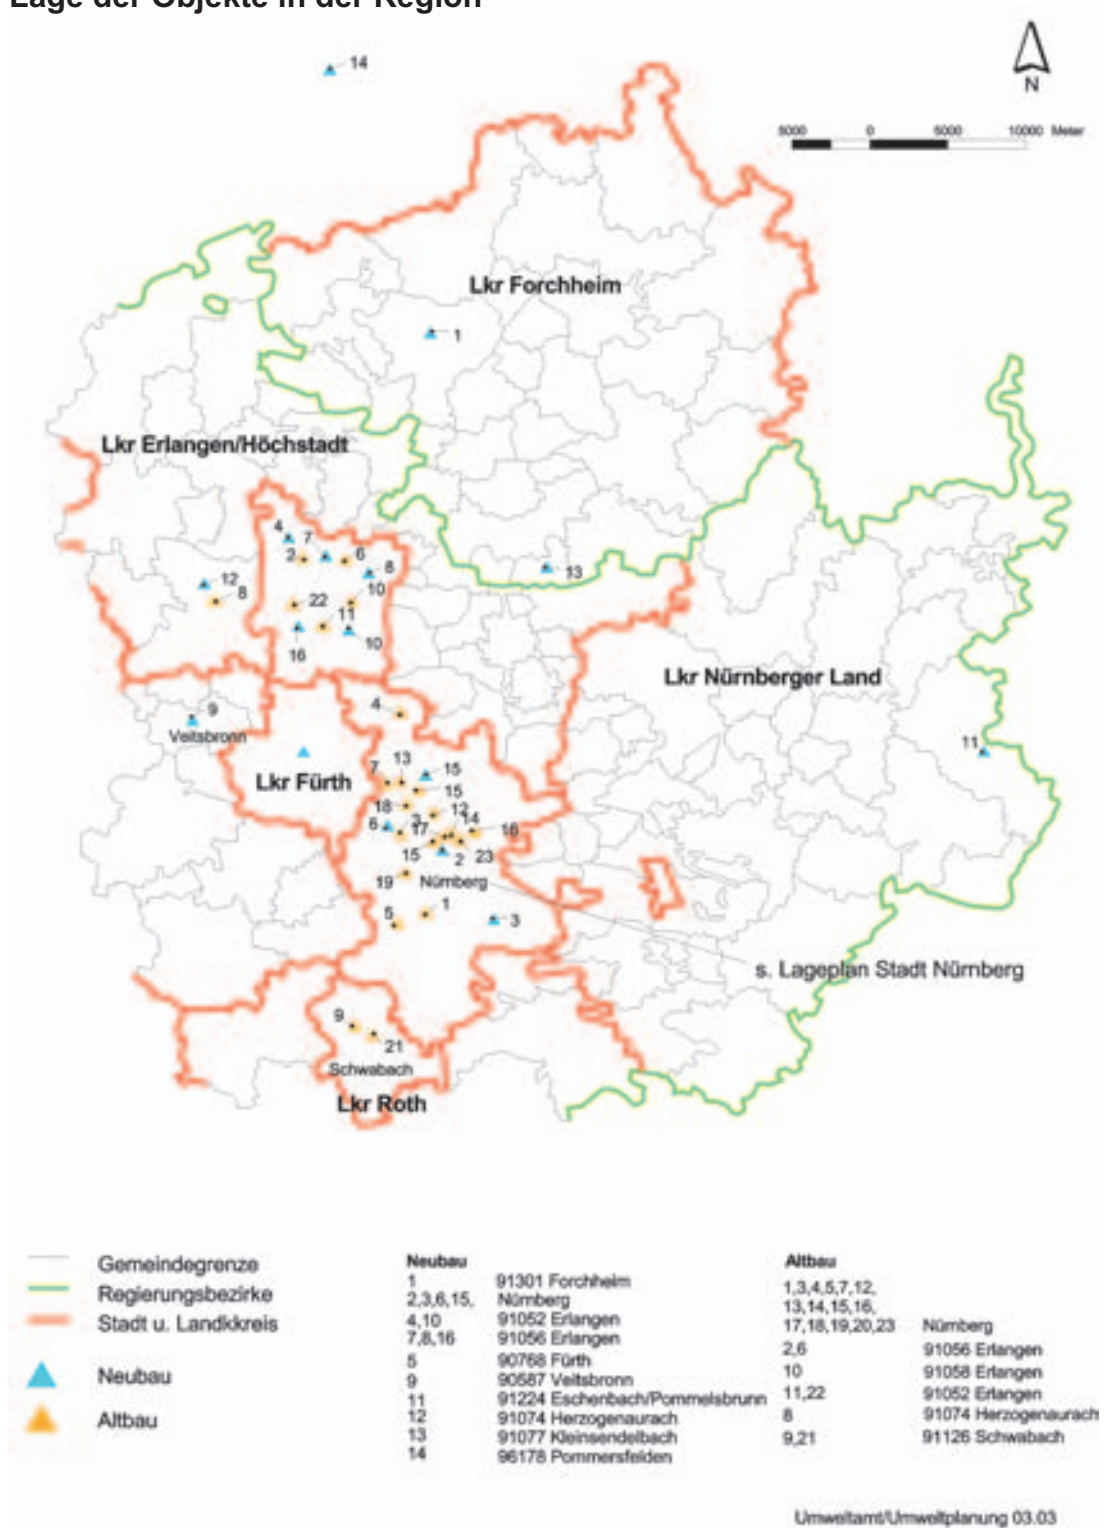 Lage der Objekte in der Region
14
N
5000 0 5000 10000 Meter
Lkr Forchheim
1
Lkr Erlangen/Höchstadt
4 7
2 6
8
13
12
8
10
22
11
16 10
Lkr Nürnberger Land
4
9
Veitsbronn
11
Lkr Fürth
7 13 15
15
18 12
14
6 3 17 16
15 2 23
19 Nürnberg
5 1
3
s. Lageplan Stadt Nürnberg
9
21
Schwabach
Lkr Roth
Gemeindegrenze
Regierungsbezirke
Stadt u. Landkkreis
Neubau
Altbau
Neubau
1 91301 Forchheim
2,3,6,15, Nürnberg
4,10 91052 Erlangen
7,8,16 91056 Erlangen
5 90768 Fürth
9 90587 Veitsbronn
11 91224 Eschenbach/Pommelsbrunn
12 91074 Herzogenaurach
13 91077 Kleinsendelbach
14 96178 Pommersfelden
Altbau
1,3,4,5,7,12,
13,14,15,16,
17,18,19,20,23 Nürnberg
2,6 91056 Erlangen
10 91058 Erlangen
11,22 91052 Erlangen
8 91074 Herzogenaurach
9,21 91126 Schwabach
Umweltamt/Umweltplanung 03.03